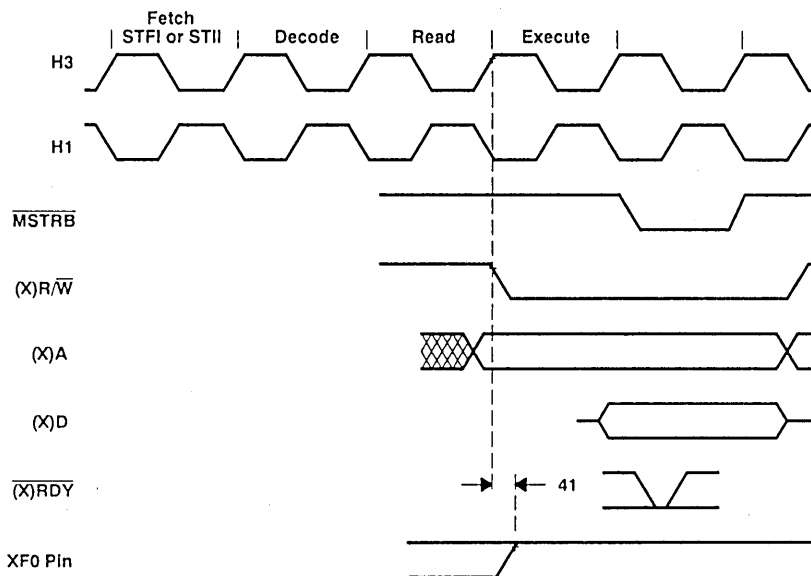 Fetch
STFI or STII Decode Read Execute
H3
H1
MSTRB
(X)R/W
(X)A
(X)D
(X)RDY
41
XF0 Pin